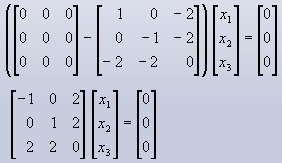 ([0 0 0; 0 0 0; 0 0 0] − [1 0 −2; 0 −1 −2; −2 −2 0]) [x₁; x₂; x₃] = [0; 0; 0]
[−1 0 2; 0 1 2; 2 2 0] [x₁; x₂; x₃] = [0; 0; 0]